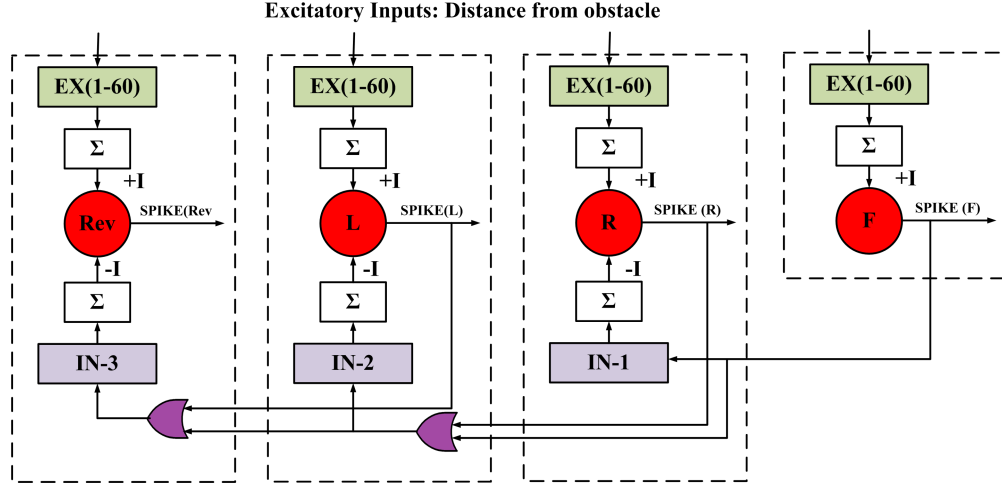 Excitatory Inputs: Distance from obstacle
EX(1-60)
EX(1-60)
EX(1-60)
EX(1-60)
Σ
Σ
Σ
Σ
+I
+I
+I
+I
Rev
SPIKE(Rev
L
SPIKE(L)
R
SPIKE (R)
F
SPIKE (F)
-I
-I
-I
Σ
Σ
Σ
IN-3
IN-2
IN-1